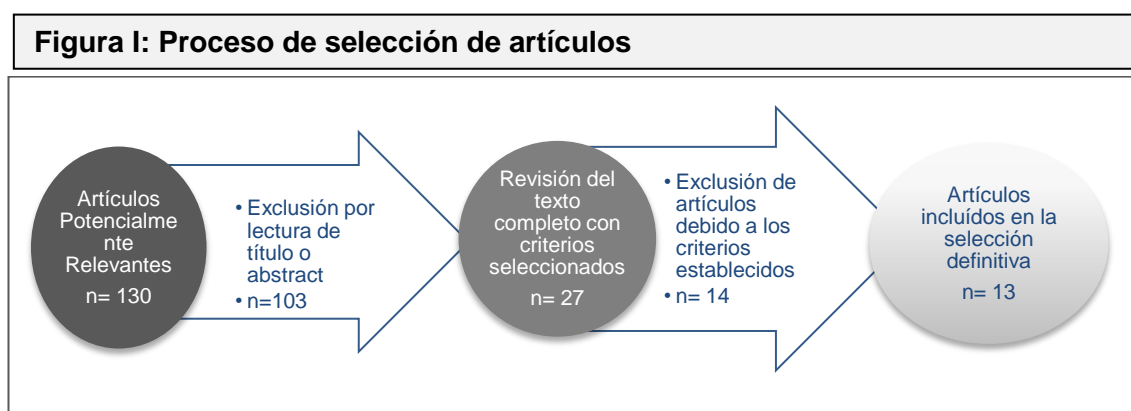 Figura I: Proceso de selección de artículos
Artículos
Potencialme
nte
Relevantes
n= 130
• Exclusión por
lectura de
título o
abstract
• n=103
Revisión del
texto
completo con
criterios
seleccionados
n= 27
• Exclusión de
artículos
debido a los
criterios
establecidos
• n= 14
Artículos
incluídos en la
selección
definitiva
n= 13